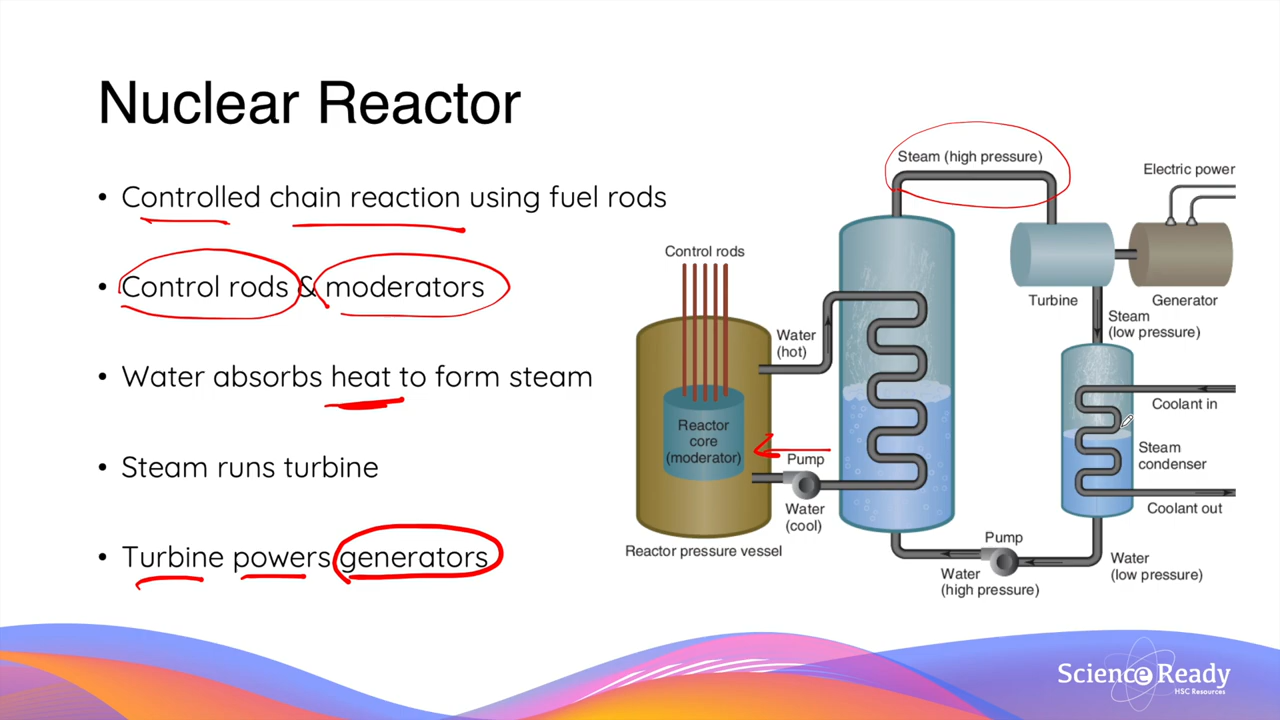 Nuclear Reactor
• Controlled chain reaction using fuel rods
• Control rods & moderators
• Water absorbs heat to form steam
• Steam runs turbine
• Turbine powers generators
Steam (high pressure)
Electric power
Control rods
Turbine
Generator
Water
(hot)
Steam
(low pressure)
Coolant in
Reactor
core
(moderator)
Pump
Steam
condenser
Water
(cool)
Coolant out
Reactor pressure vessel
Pump
Water
(high pressure)
Water
(low pressure)
Science Ready
HSC Resources